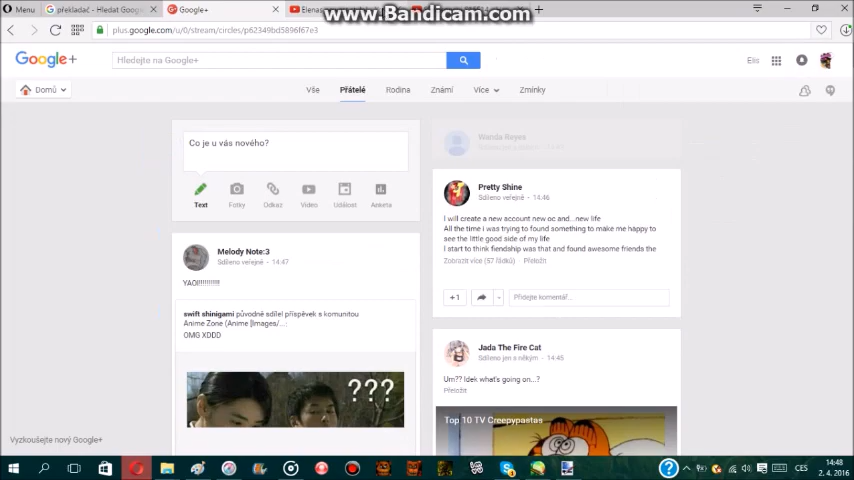 www.Bandicam.com
Menu
překladač - Hledat Goog
Google+
Elenas
plus.google.com/u/0/stream/circles/p62349bd5896f67e3
Google+
Hledejte na Google+
Elis
Domů
Vše
Přátelé
Rodina
Známí
Více
Zmínky
Co je u vás nového?
Text
Fotky
Odkaz
Video
Událost
Anketa
Melody Note:3
Sdíleno veřejně • 14:47
YAOI!!!!!!!!!!
swift shinigami původně sdílel příspěvek s komunitou
Anime Zone (Anime [Images/...:
OMG XDDD
???
Wanda Reyes
Pretty Shine
Sdíleno veřejně • 14:46
I will create a new account new oc and...new life
All the time i was trying to found something to make me happy to
see the little good side of my life
I start to think fiendship was that and found awesome friends the
Zobrazit více (57 řádků)
Přeložit
+1
Přidejte komentář...
Jada The Fire Cat
Sdíleno jen s někým • 14:45
Um?? Idek what's going on...?
Přeložit
Top 10 TV Creepypastas
Vyzkoušejte nový Google+
CES
14:48
2. 4. 2016